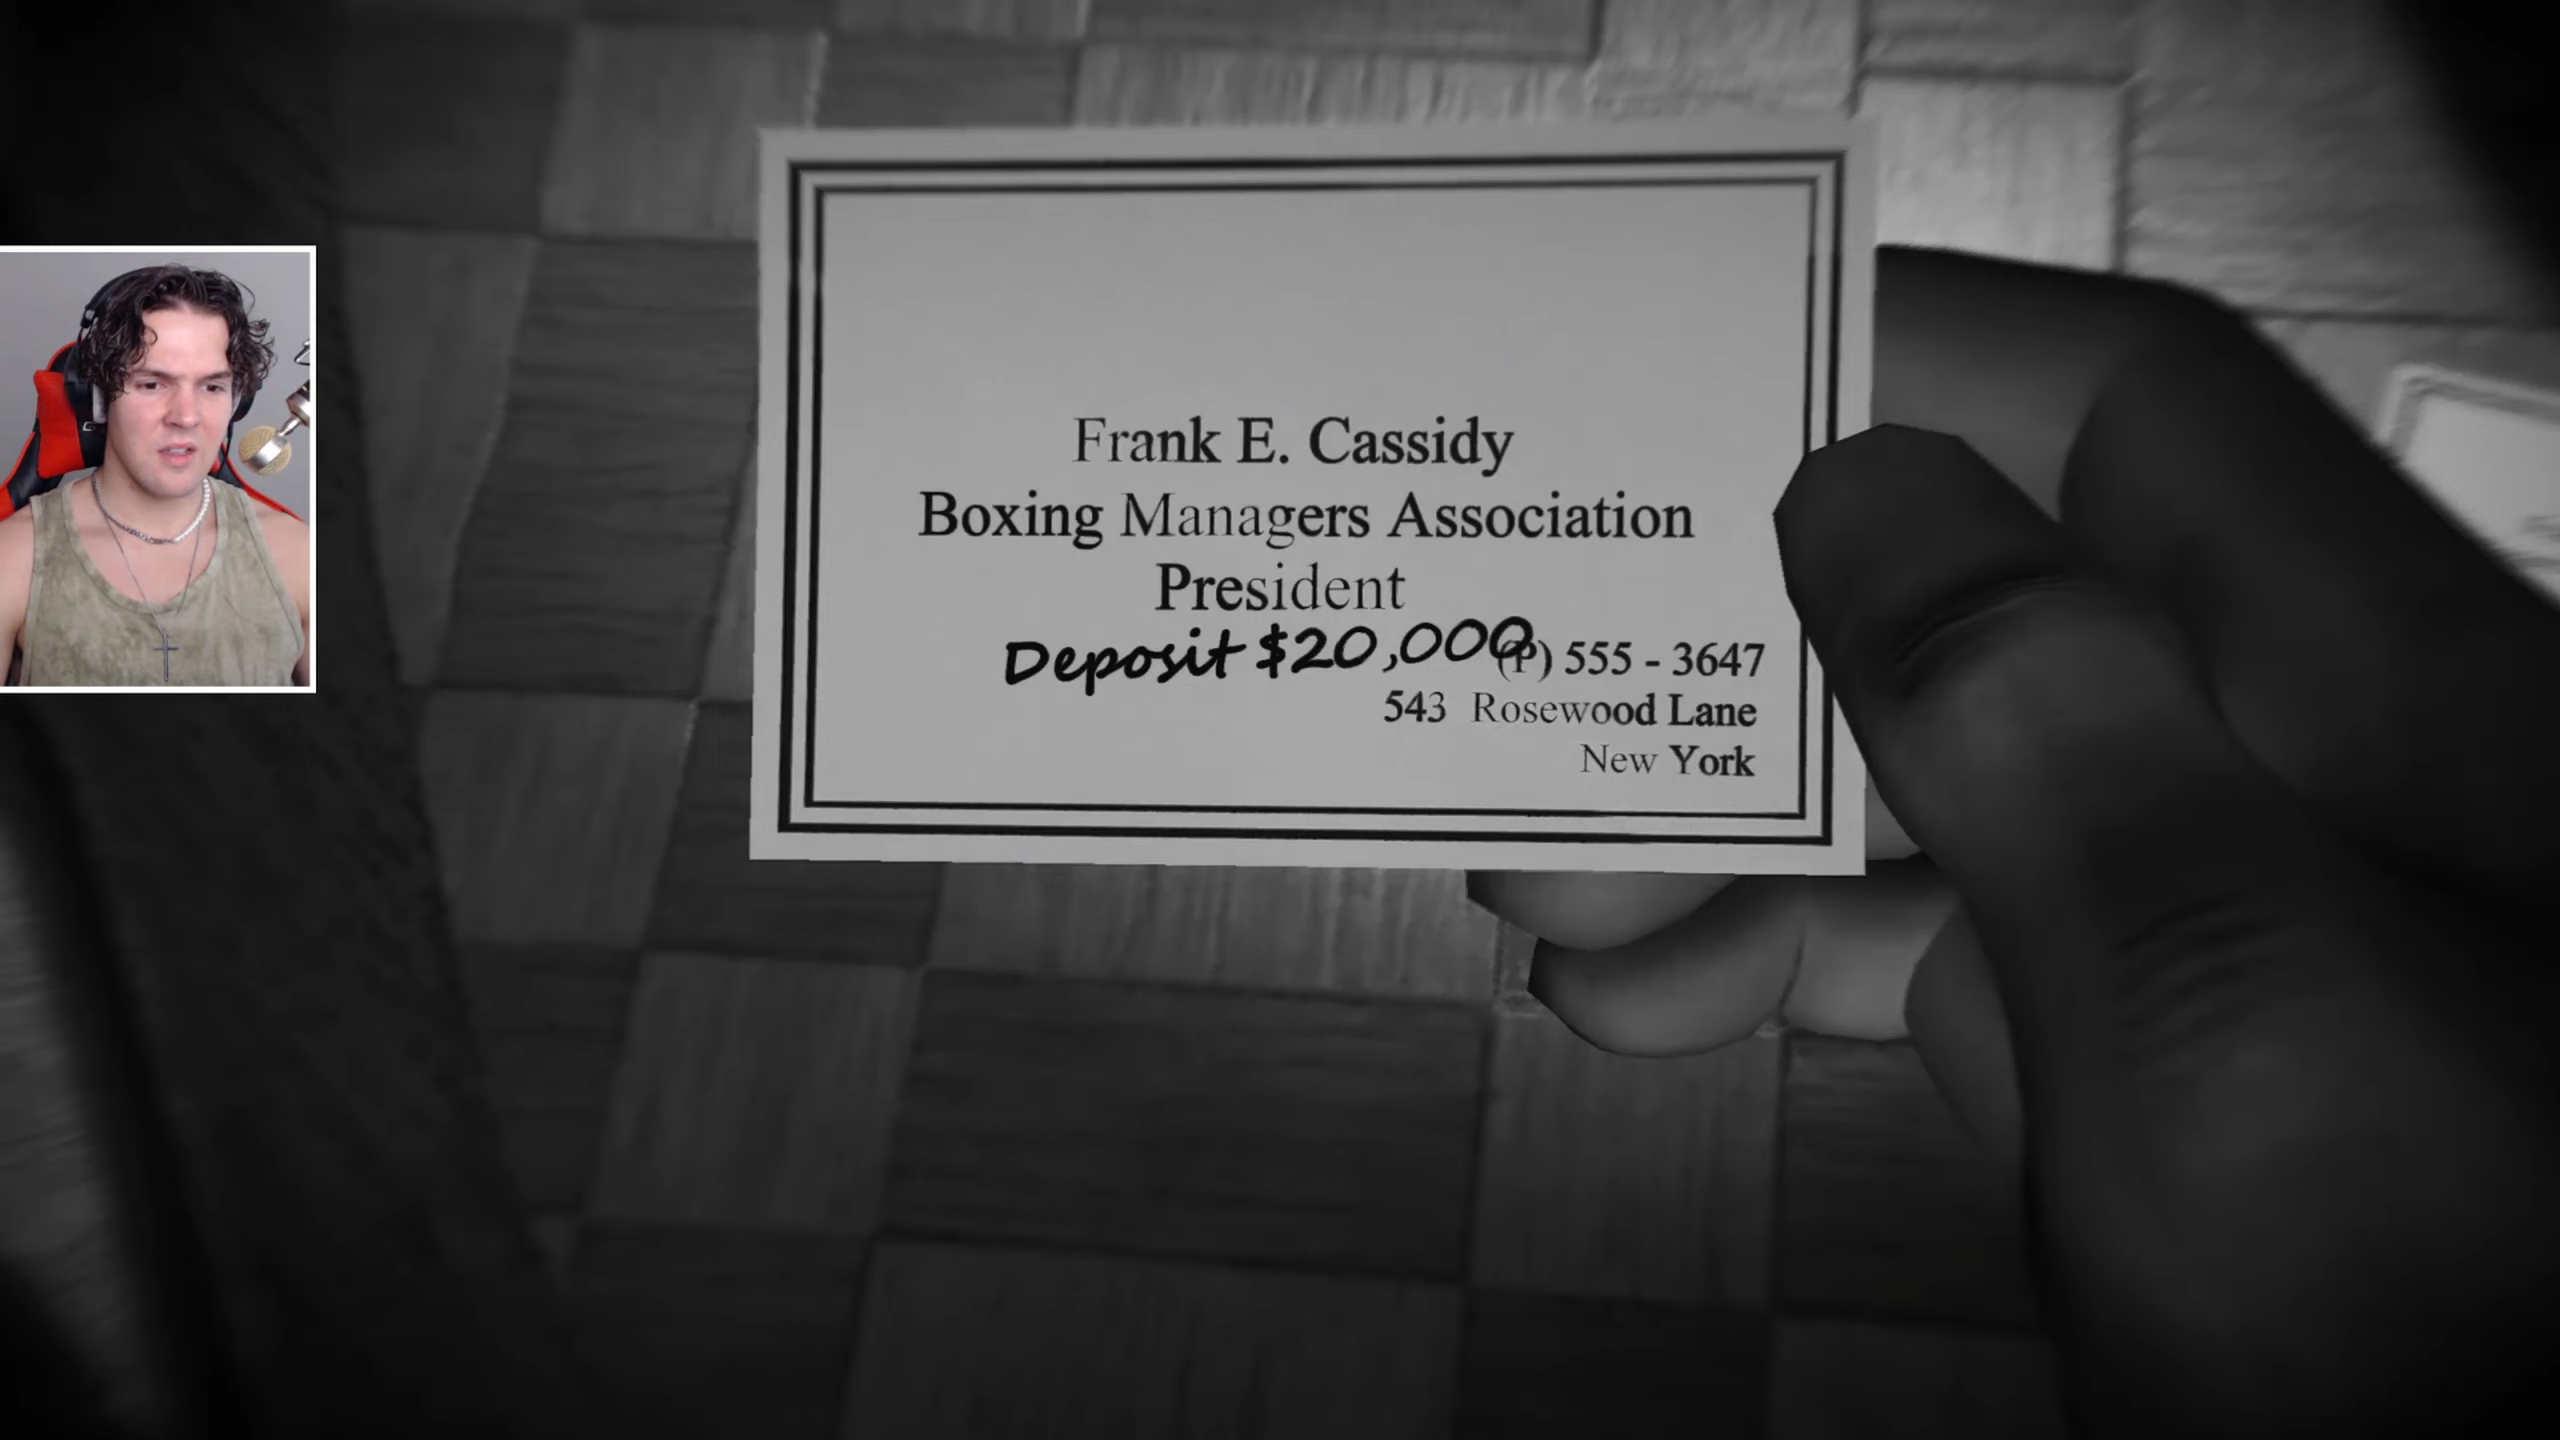 Frank E. Cassidy
Boxing Managers Association
President
Deposit $20,000
(P) 555 - 3647
543 Rosewood Lane
New York